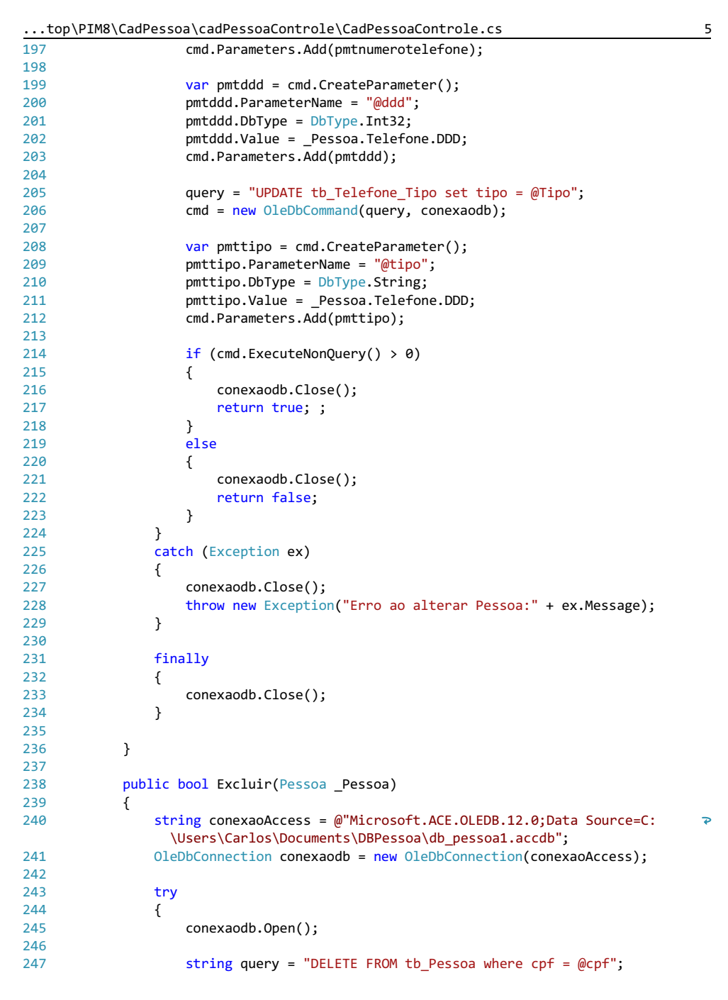 ...top\PIM8\CadPessoa\cadPessoaControle\CadPessoaControle.cs 5
197 cmd.Parameters.Add(pmtnumerotelefone);
198
199 var pmtddd = cmd.CreateParameter();
200 pmtddd.ParameterName = "@ddd";
201 pmtddd.DbType = DbType.Int32;
202 pmtddd.Value = _Pessoa.Telefone.DDD;
203 cmd.Parameters.Add(pmtddd);
204
205 query = "UPDATE tb_Telefone_Tipo set tipo = @Tipo";
206 cmd = new OleDbCommand(query, conexaodb);
207
208 var pmttipo = cmd.CreateParameter();
209 pmttipo.ParameterName = "@tipo";
210 pmttipo.DbType = DbType.String;
211 pmttipo.Value = _Pessoa.Telefone.DDD;
212 cmd.Parameters.Add(pmttipo);
213
214 if (cmd.ExecuteNonQuery() > 0)
215 {
216 conexaodb.Close();
217 return true; ;
218 }
219 else
220 {
221 conexaodb.Close();
222 return false;
223 }
224 }
225 catch (Exception ex)
226 {
227 conexaodb.Close();
228 throw new Exception("Erro ao alterar Pessoa:" + ex.Message);
229 }
230
231 finally
232 {
233 conexaodb.Close();
234 }
235
236 }
237
238 public bool Excluir(Pessoa _Pessoa)
239 {
240 string conexaoAccess = @"Microsoft.ACE.OLEDB.12.0;Data Source=C:
\Users\Carlos\Documents\DBPessoa\db_pessoa1.accdb";
241 OleDbConnection conexaodb = new OleDbConnection(conexaoAccess);
242
243 try
244 {
245 conexaodb.Open();
246
247 string query = "DELETE FROM tb_Pessoa where cpf = @cpf";